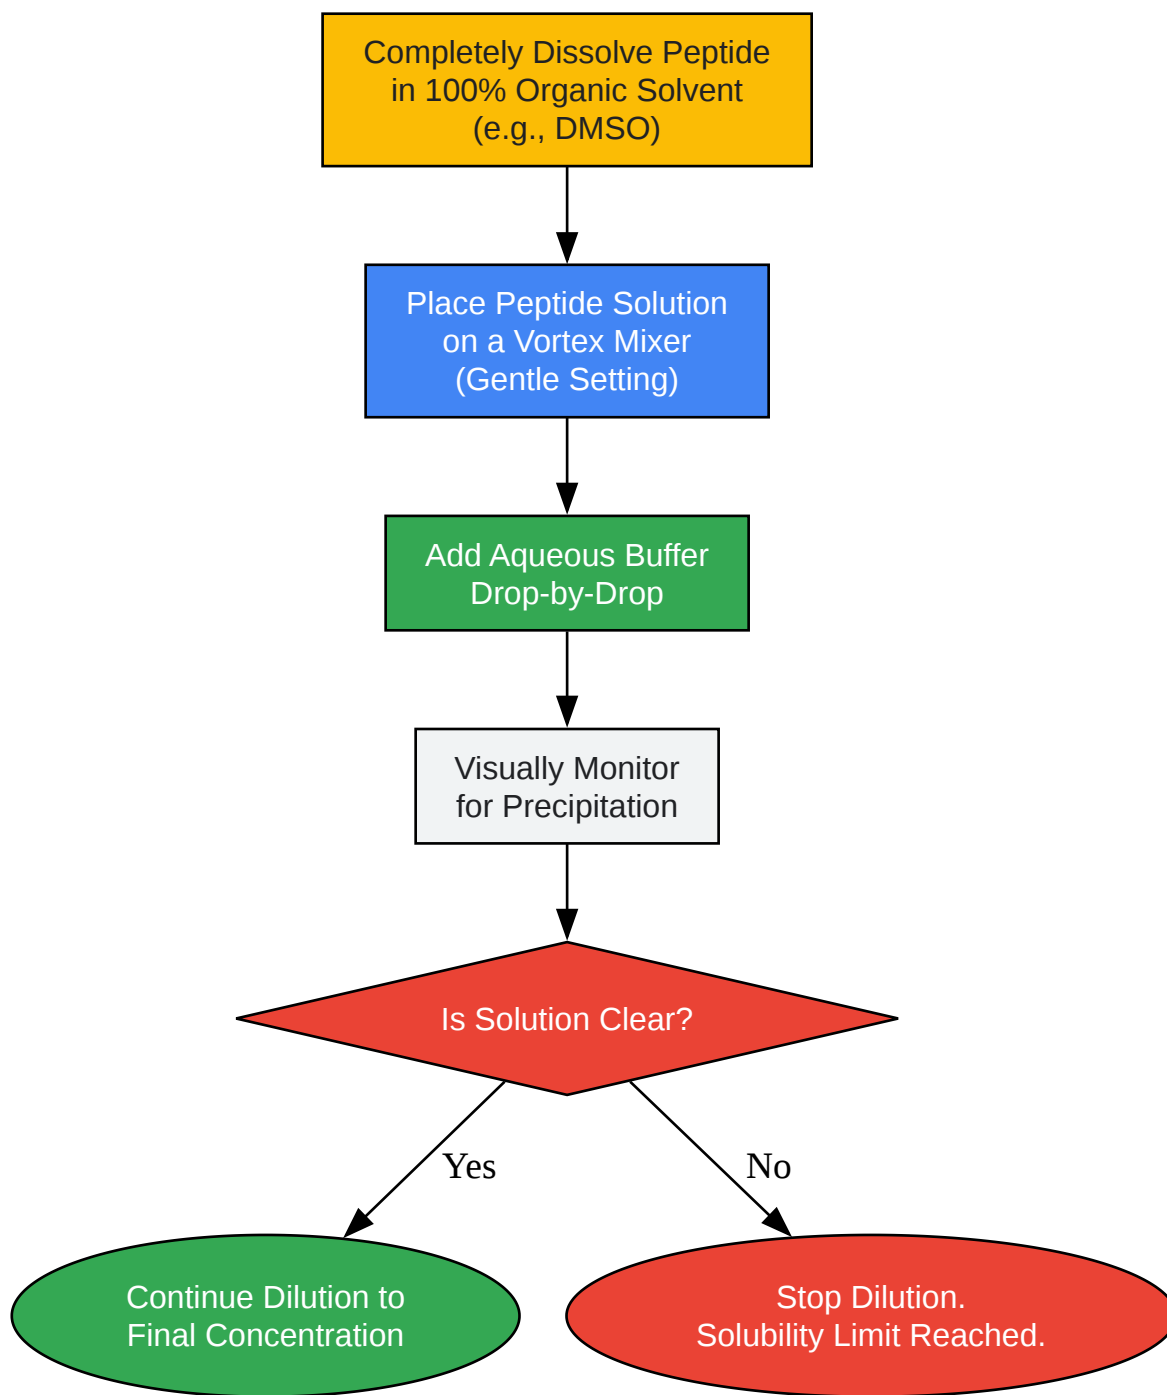 Completely Dissolve Peptide
in 100% Organic Solvent
(e.g., DMSO)
Place Peptide Solution
on a Vortex Mixer
(Gentle Setting)
Add Aqueous Buffer
Drop-by-Drop
Visually Monitor
for Precipitation
Is Solution Clear?
Yes
No
Continue Dilution to
Final Concentration
Stop Dilution.
Solubility Limit Reached.